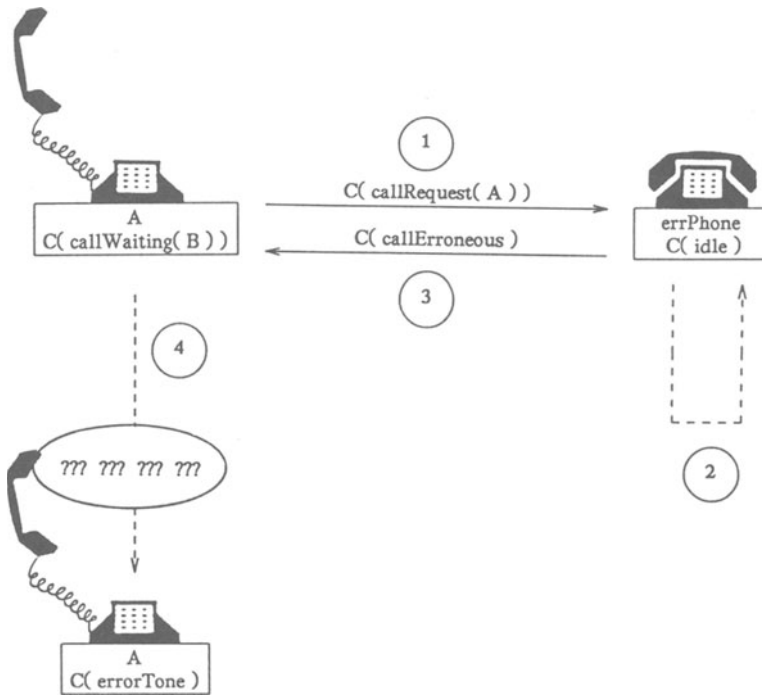 1
C( callRequest( A ) )
A
C( callWaiting( B ) )
errPhone
C( idle )
C( callErroneous )
3
4
??? ??? ??? ???
2
A
C( errorTone )